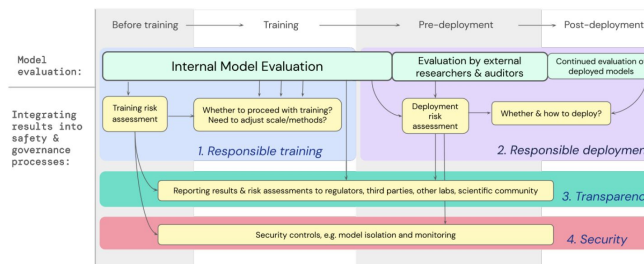 Before training
Training
Pre-deployment
Post-deployment
Model
evaluation:
Internal Model Evaluation
Evaluation by external
researchers & auditors
Continued evaluation o
deployed models
Integrating
results into
safety &
governance
processes:
Training risk
assessment
Whether to proceed with training?
Need to adjust scale/methods?
Deployment
risk
assessment
Whether & how to deploy?
1. Responsible training
2. Responsible deployme
Reporting results & risk assessments to regulators, third parties, other labs, scientific community
3. Transparenc
Security controls, e.g. model isolation and monitoring
4. Security